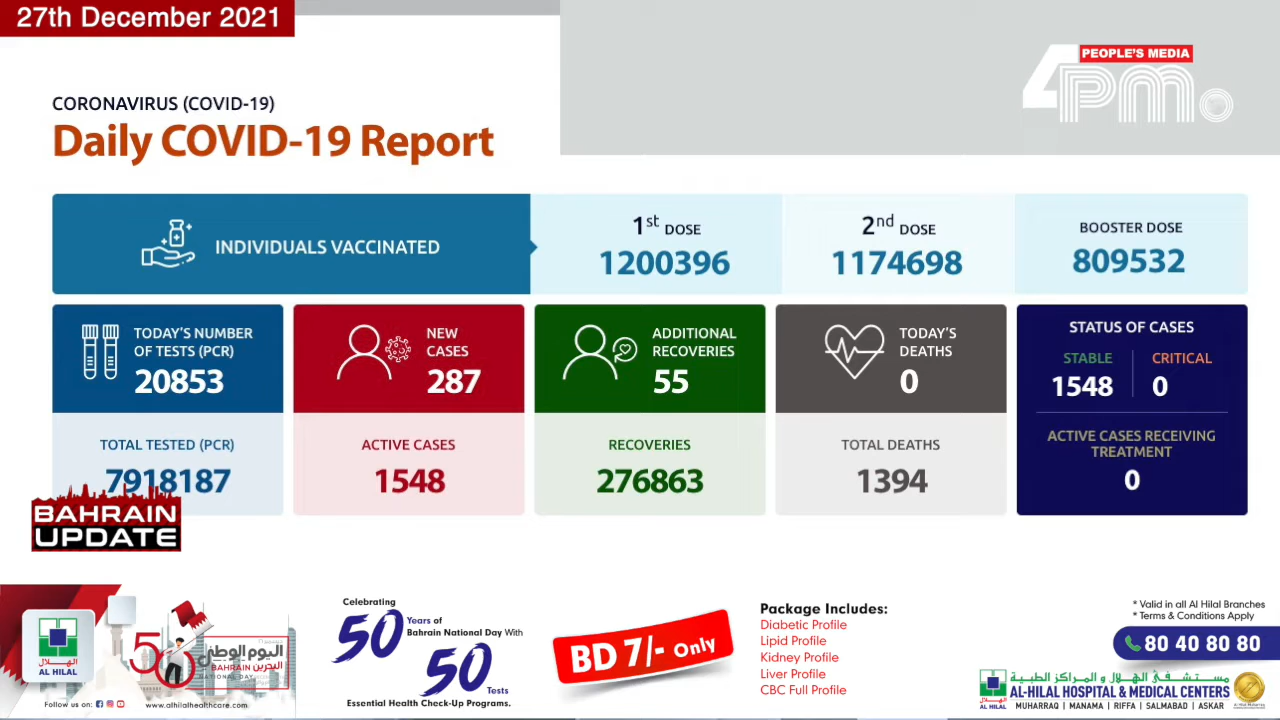 27th December 2021
PEOPLE'S MEDIA
4PM
CORONAVIRUS (COVID-19)
Daily COVID-19 Report
INDIVIDUALS VACCINATED
1st DOSE
1200396
2nd DOSE
1174698
BOOSTER DOSE
809532
TODAY'S NUMBER
OF TESTS (PCR)
20853
TOTAL TESTED (PCR)
7918187
NEW
CASES
287
ACTIVE CASES
1548
ADDITIONAL
RECOVERIES
55
RECOVERIES
276863
TODAY'S
DEATHS
0
TOTAL DEATHS
1394
STATUS OF CASES
STABLE
1548
CRITICAL
0
ACTIVE CASES RECEIVING
TREATMENT
0
BAHRAIN
UPDATE
الهلال
AL HILAL
Follow us on:
www.alhilalhealthcare.com
50
اليوم الوطني
البحرين BAHRAIN
NATIONAL DAY
Celebrating
50 Years of
Bahrain National Day With
50 Tests
Essential Health Check-Up Programs.
BD 7/- Only
Package Includes:
Diabetic Profile
Lipid Profile
Kidney Profile
Liver Profile
CBC Full Profile
* Valid in all Al Hilal Branches
* Terms & Conditions Apply
80 40 80 80
الهلال
AL HILAL
مستشفى الهلال و المراكز الطبية
AL-HILAL HOSPITAL & MEDICAL CENTERS
MUHARRAQ | MANAMA | RIFFA | SALMABAD | ASKAR